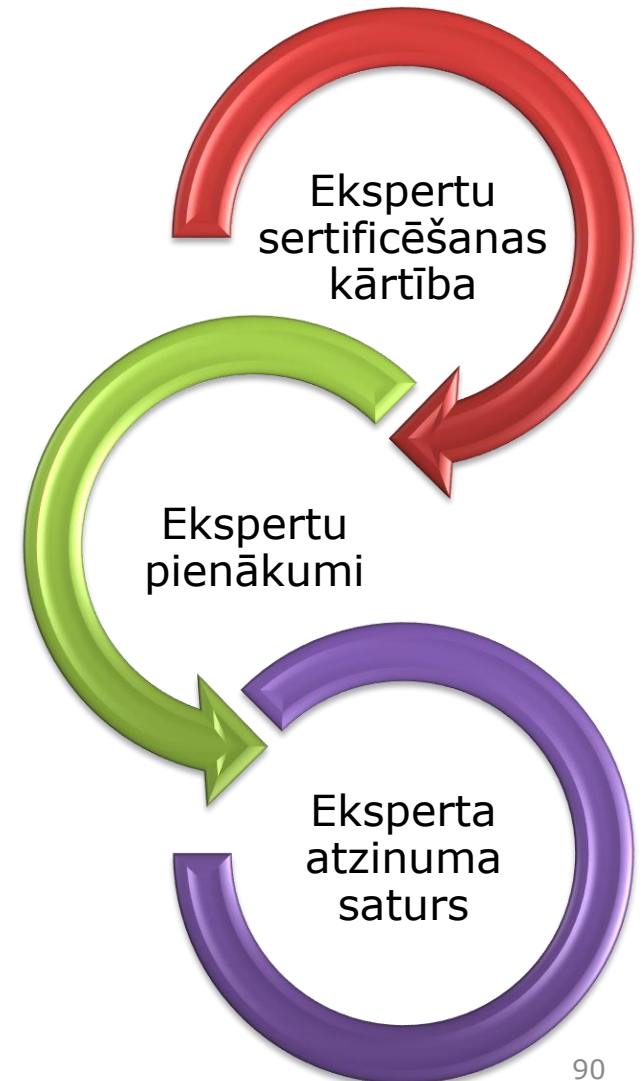 Ekspertu
sertificēšanas
kārtība
Ekspertu
pienākumi
Eksperta
atzinuma
saturs
90